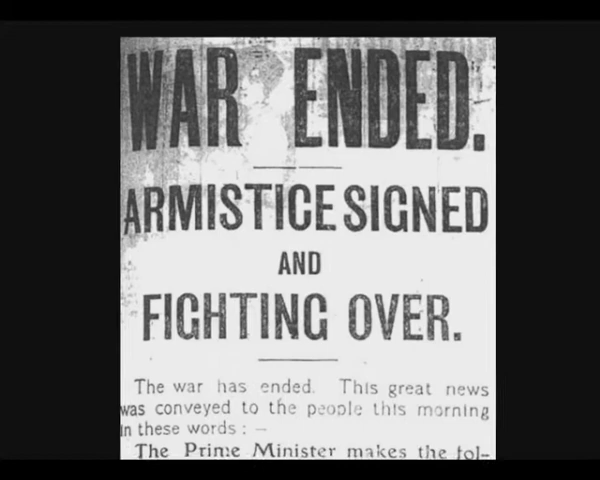 WAR ENDED.
ARMISTICE SIGNED
AND
FIGHTING OVER.
The war has ended. This great news
was conveyed to the people this morning
in these words : —
The Prime Minister makes the fol-